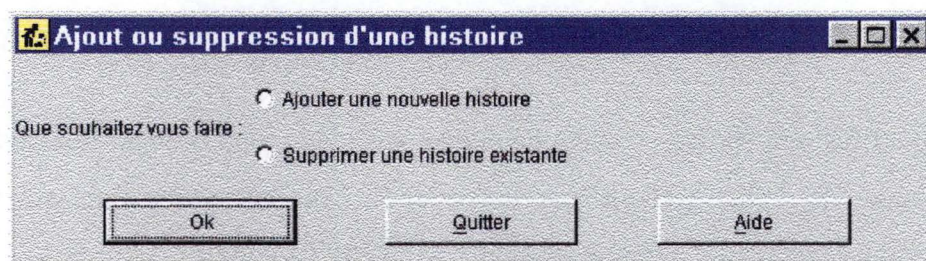 Ajout ou suppression d'une histoire
Ajouter une nouvelle histoire
Que souhaitez vous faire :
Supprimer une histoire existante
Ok Quitter Aide